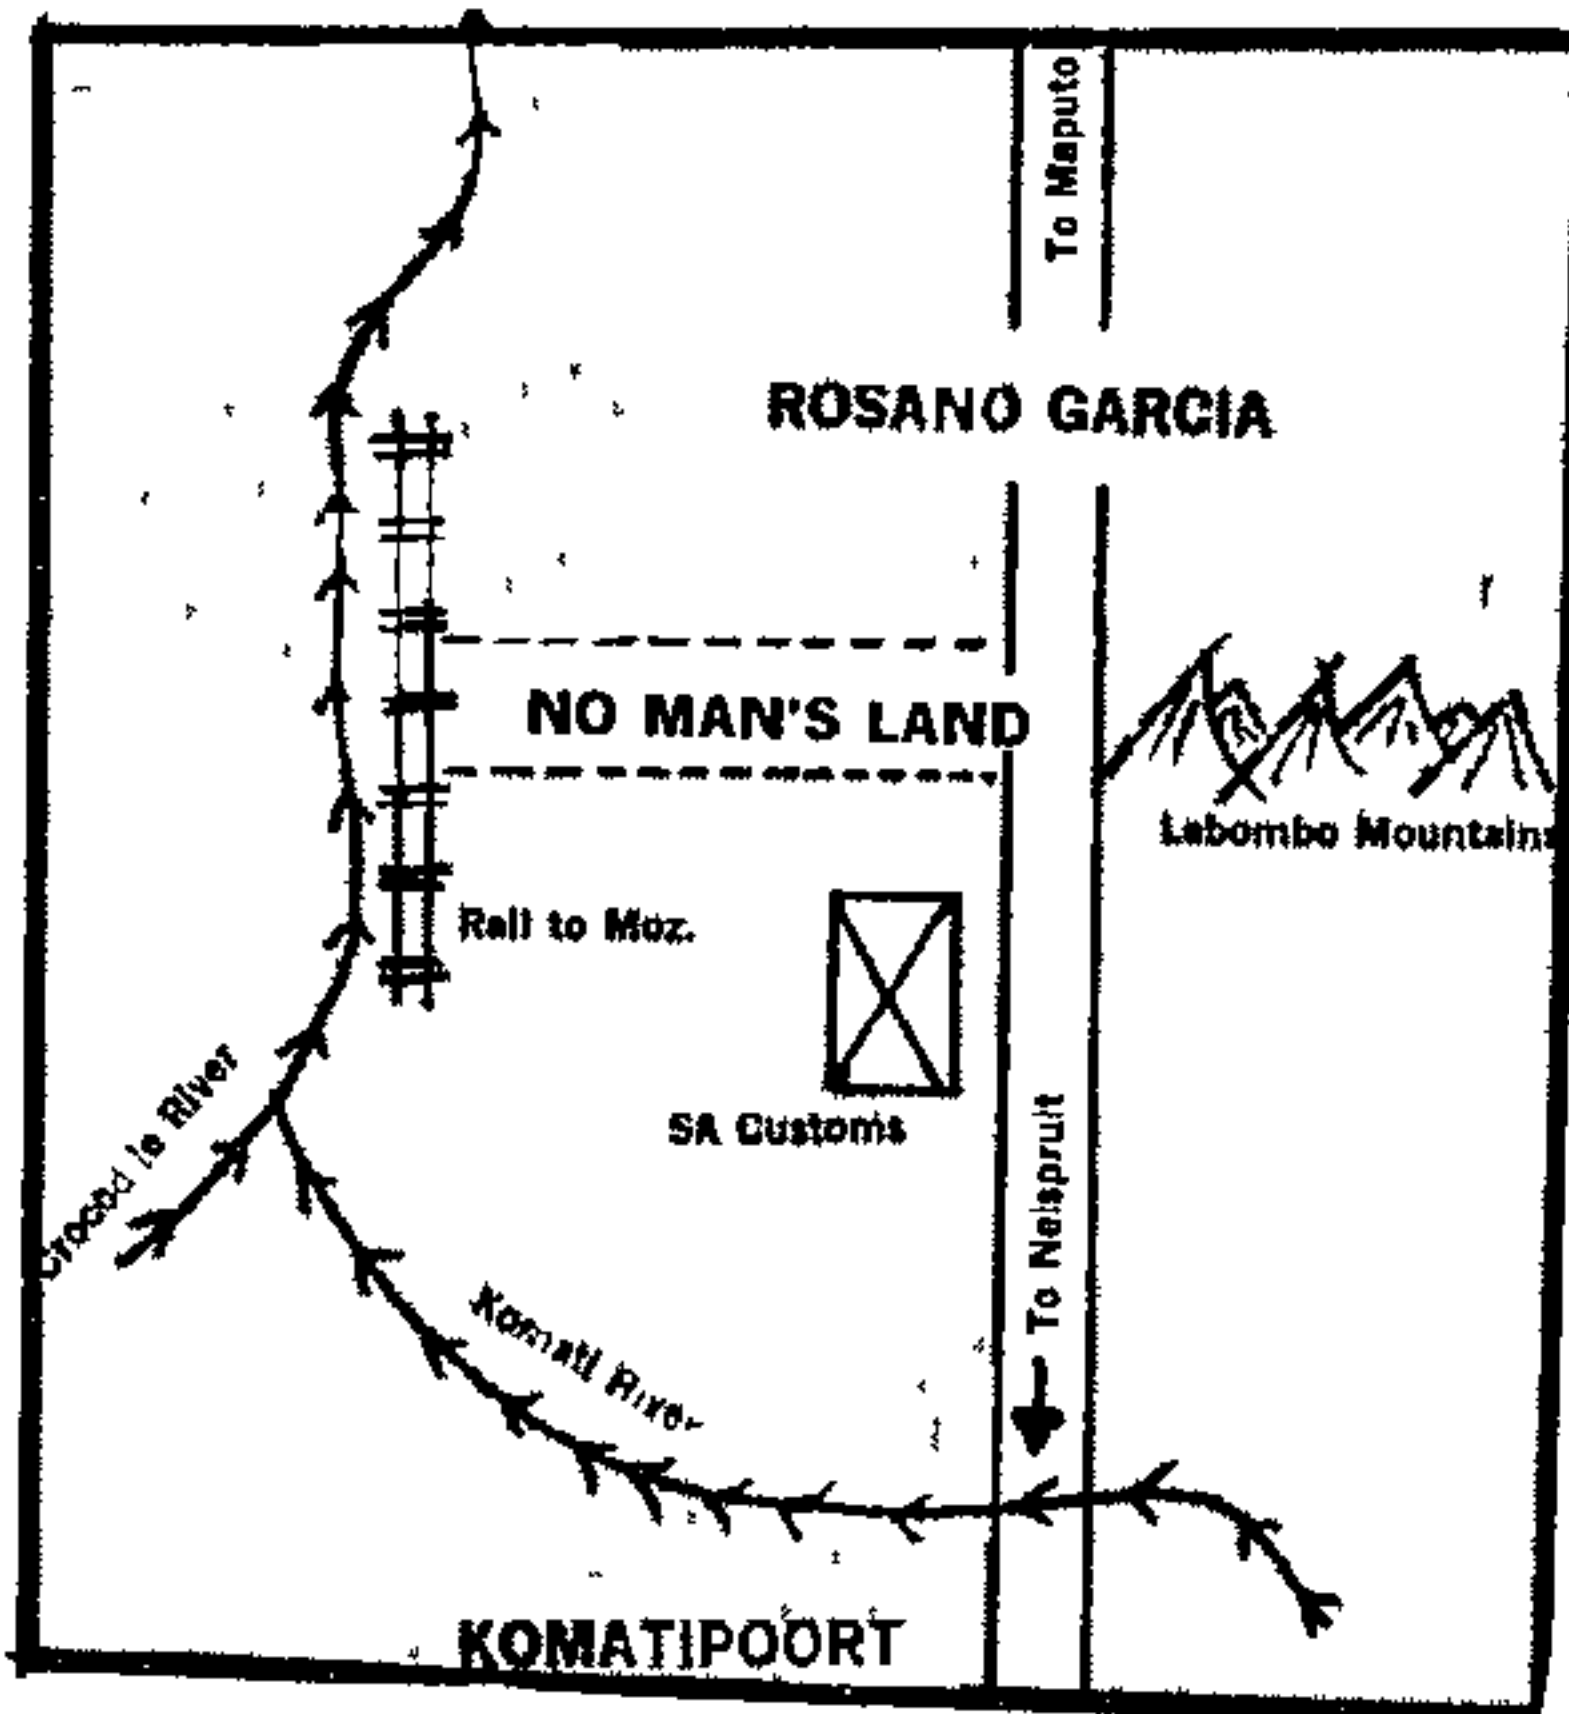 To Maputo
ROSANO GARCIA
NO MAN'S LAND
Lebombo Mountains
Rail to Moz.
SA Customs
Crocodile River
To Nelspruit
Komati River
KOMATIPOORT